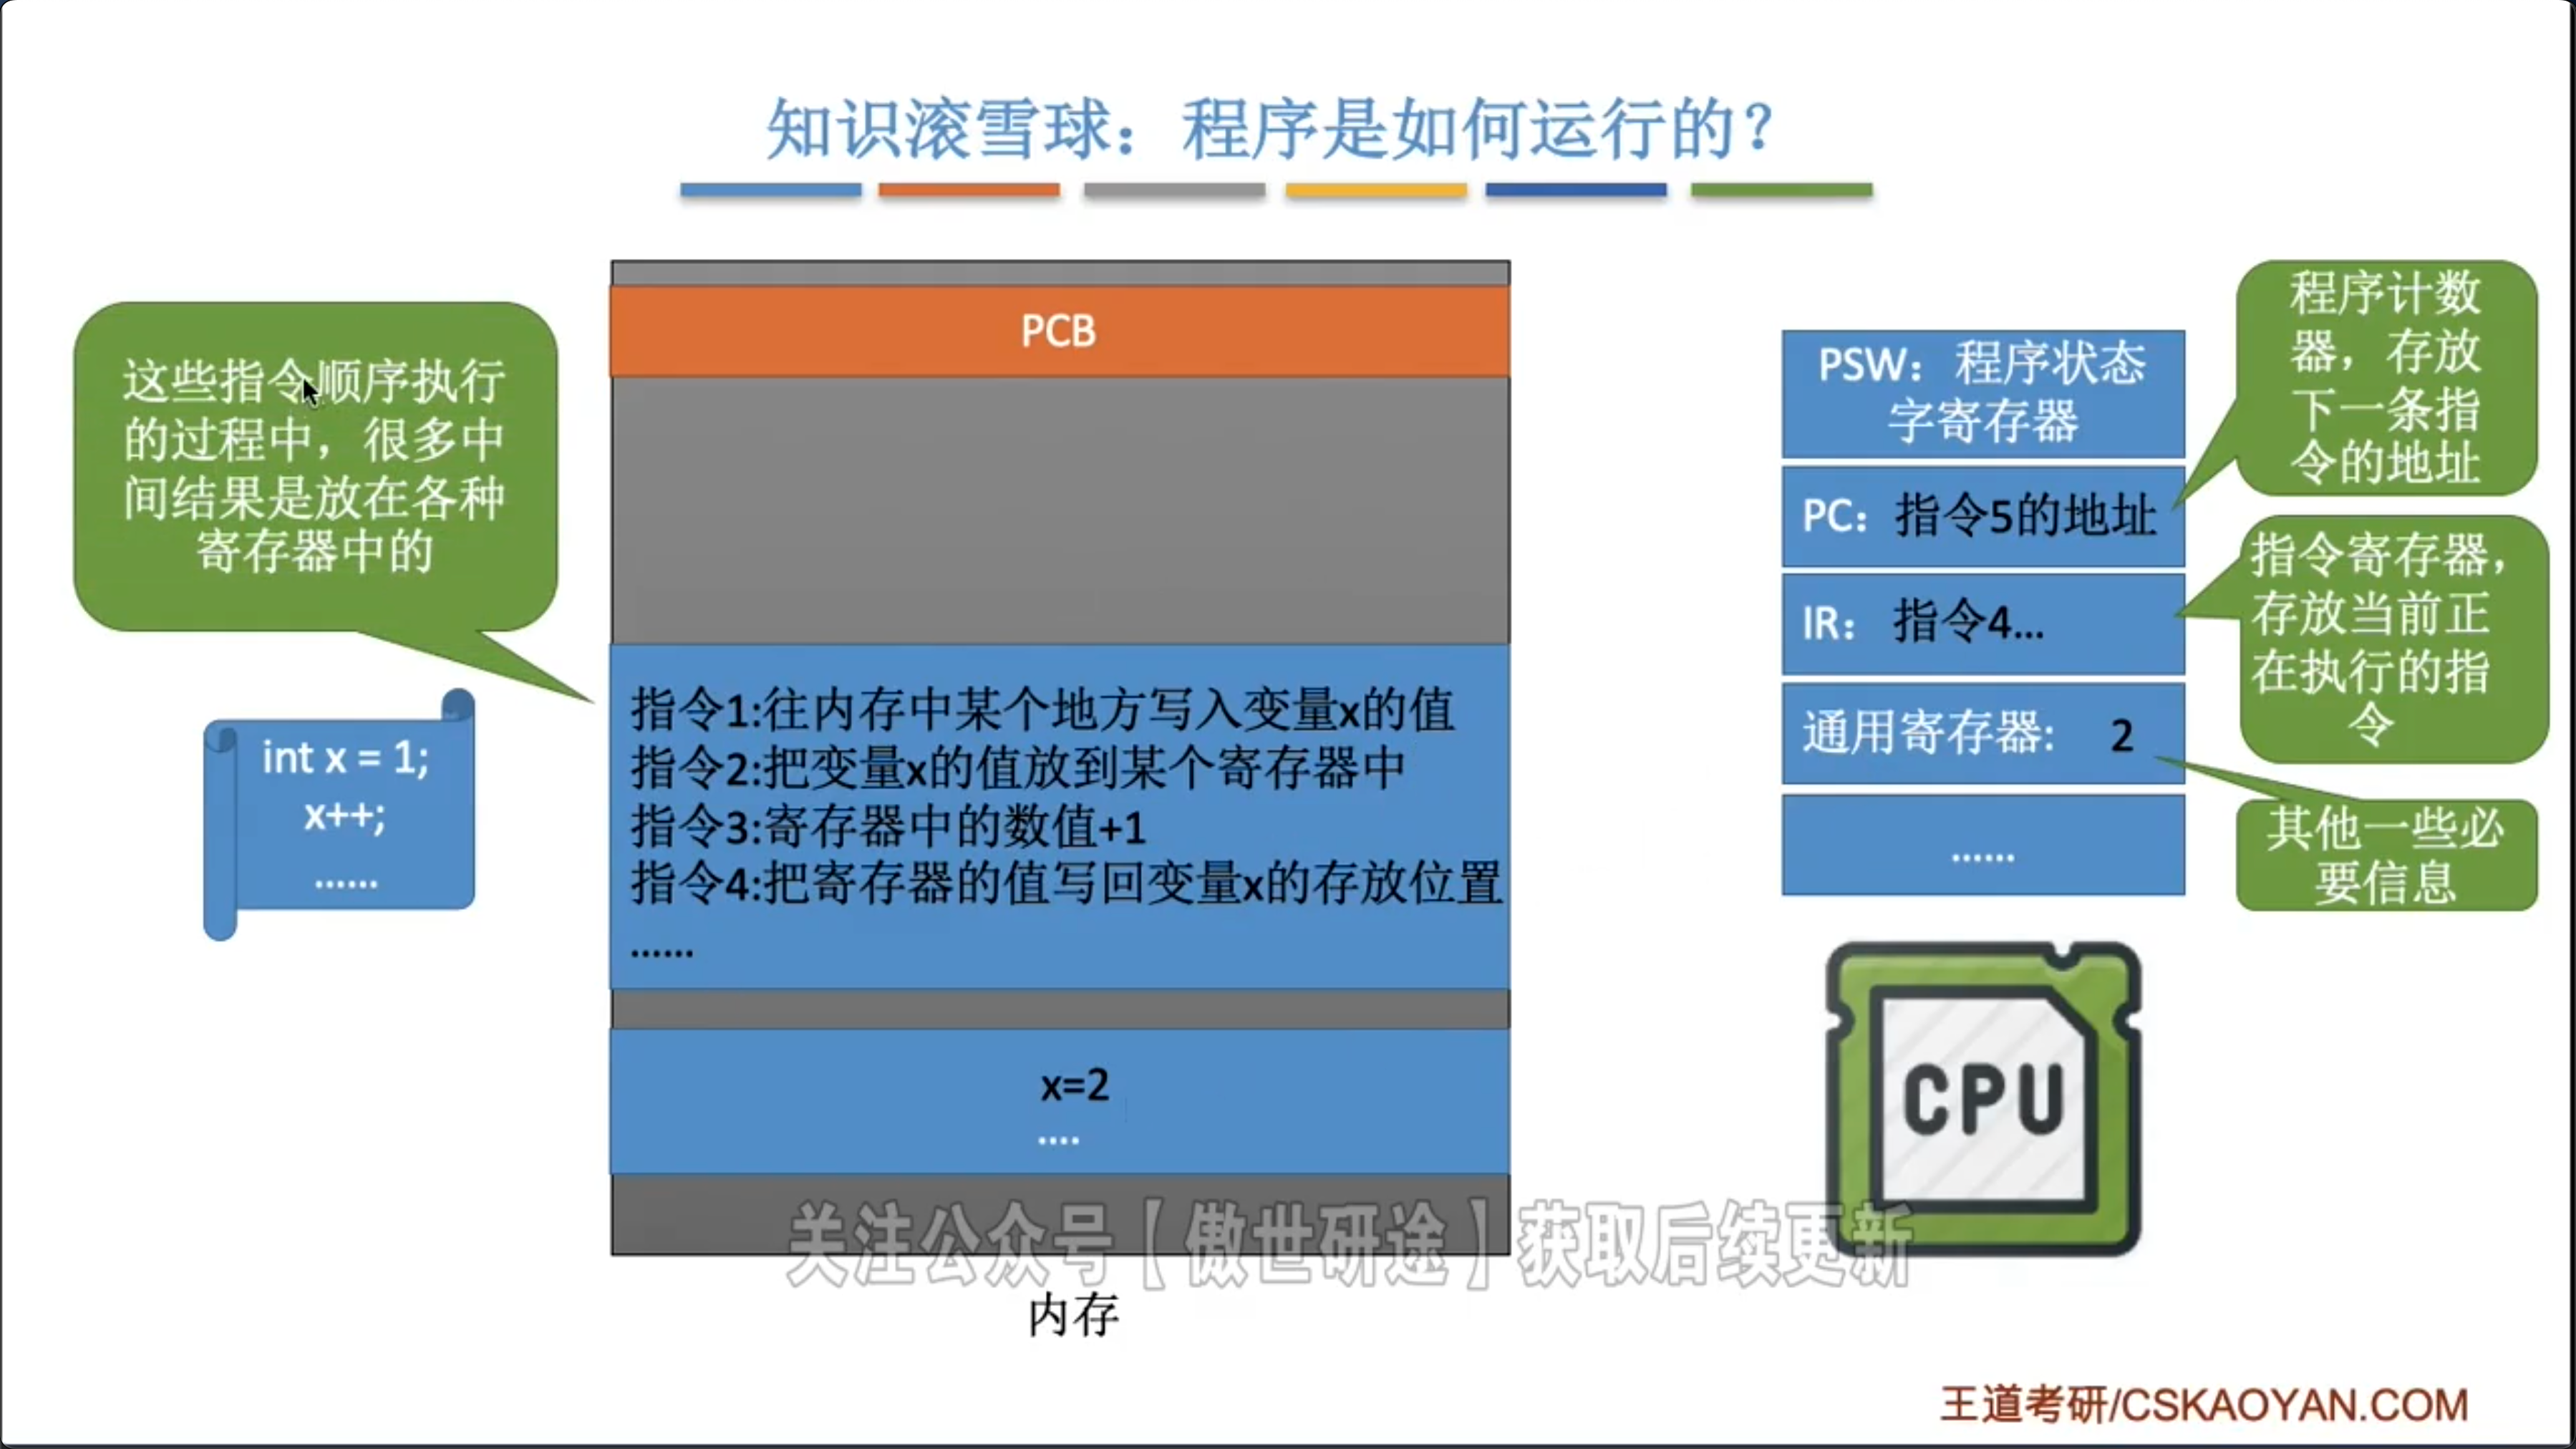 知识滚雪球：程序是如何运行的？
这些指令顺序执行
的过程中，很多中
间结果是放在各种
寄存器中的
int x = 1;
x++;
......
PCB
指令1:往内存中某个地方写入变量x的值
指令2:把变量x的值放到某个寄存器中
指令3:寄存器中的数值+1
指令4:把寄存器的值写回变量x的存放位置
......
x=2
....
内存
PSW：程序状态
字寄存器
PC：指令5的地址
IR：指令4...
通用寄存器: 2
......
程序计数
器，存放
下一条指
令的地址
指令寄存器，
存放当前正
在执行的指
令
其他一些必
要信息
CPU
关注公众号【傲世研途】获取后续更新
王道考研/CSKAOYAN.COM